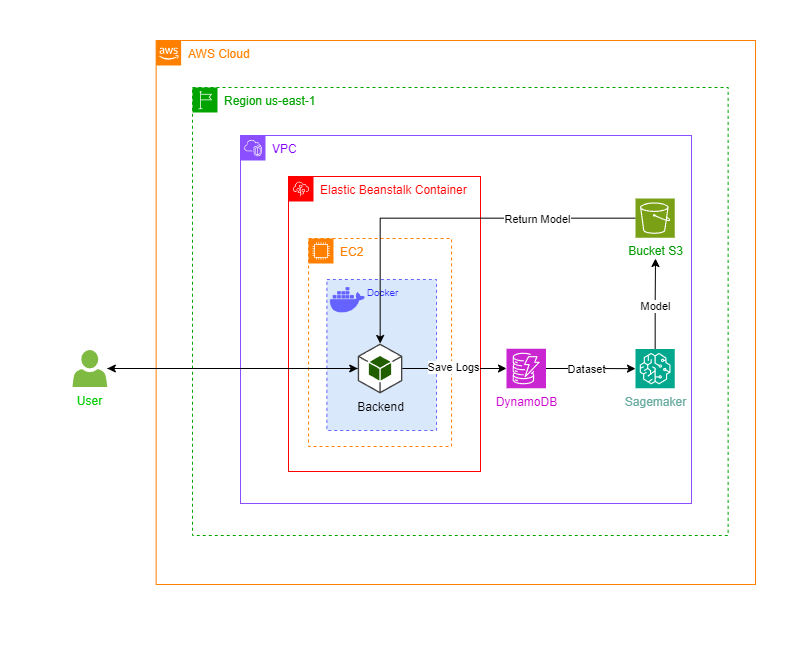 aws
AWS Cloud
Region us-east-1
VPC
Elastic Beanstalk Container
Return Model
EC2
Bucket S3
Docker
Model
Save Logs
Dataset
User
Backend
DynamoDB
Sagemaker